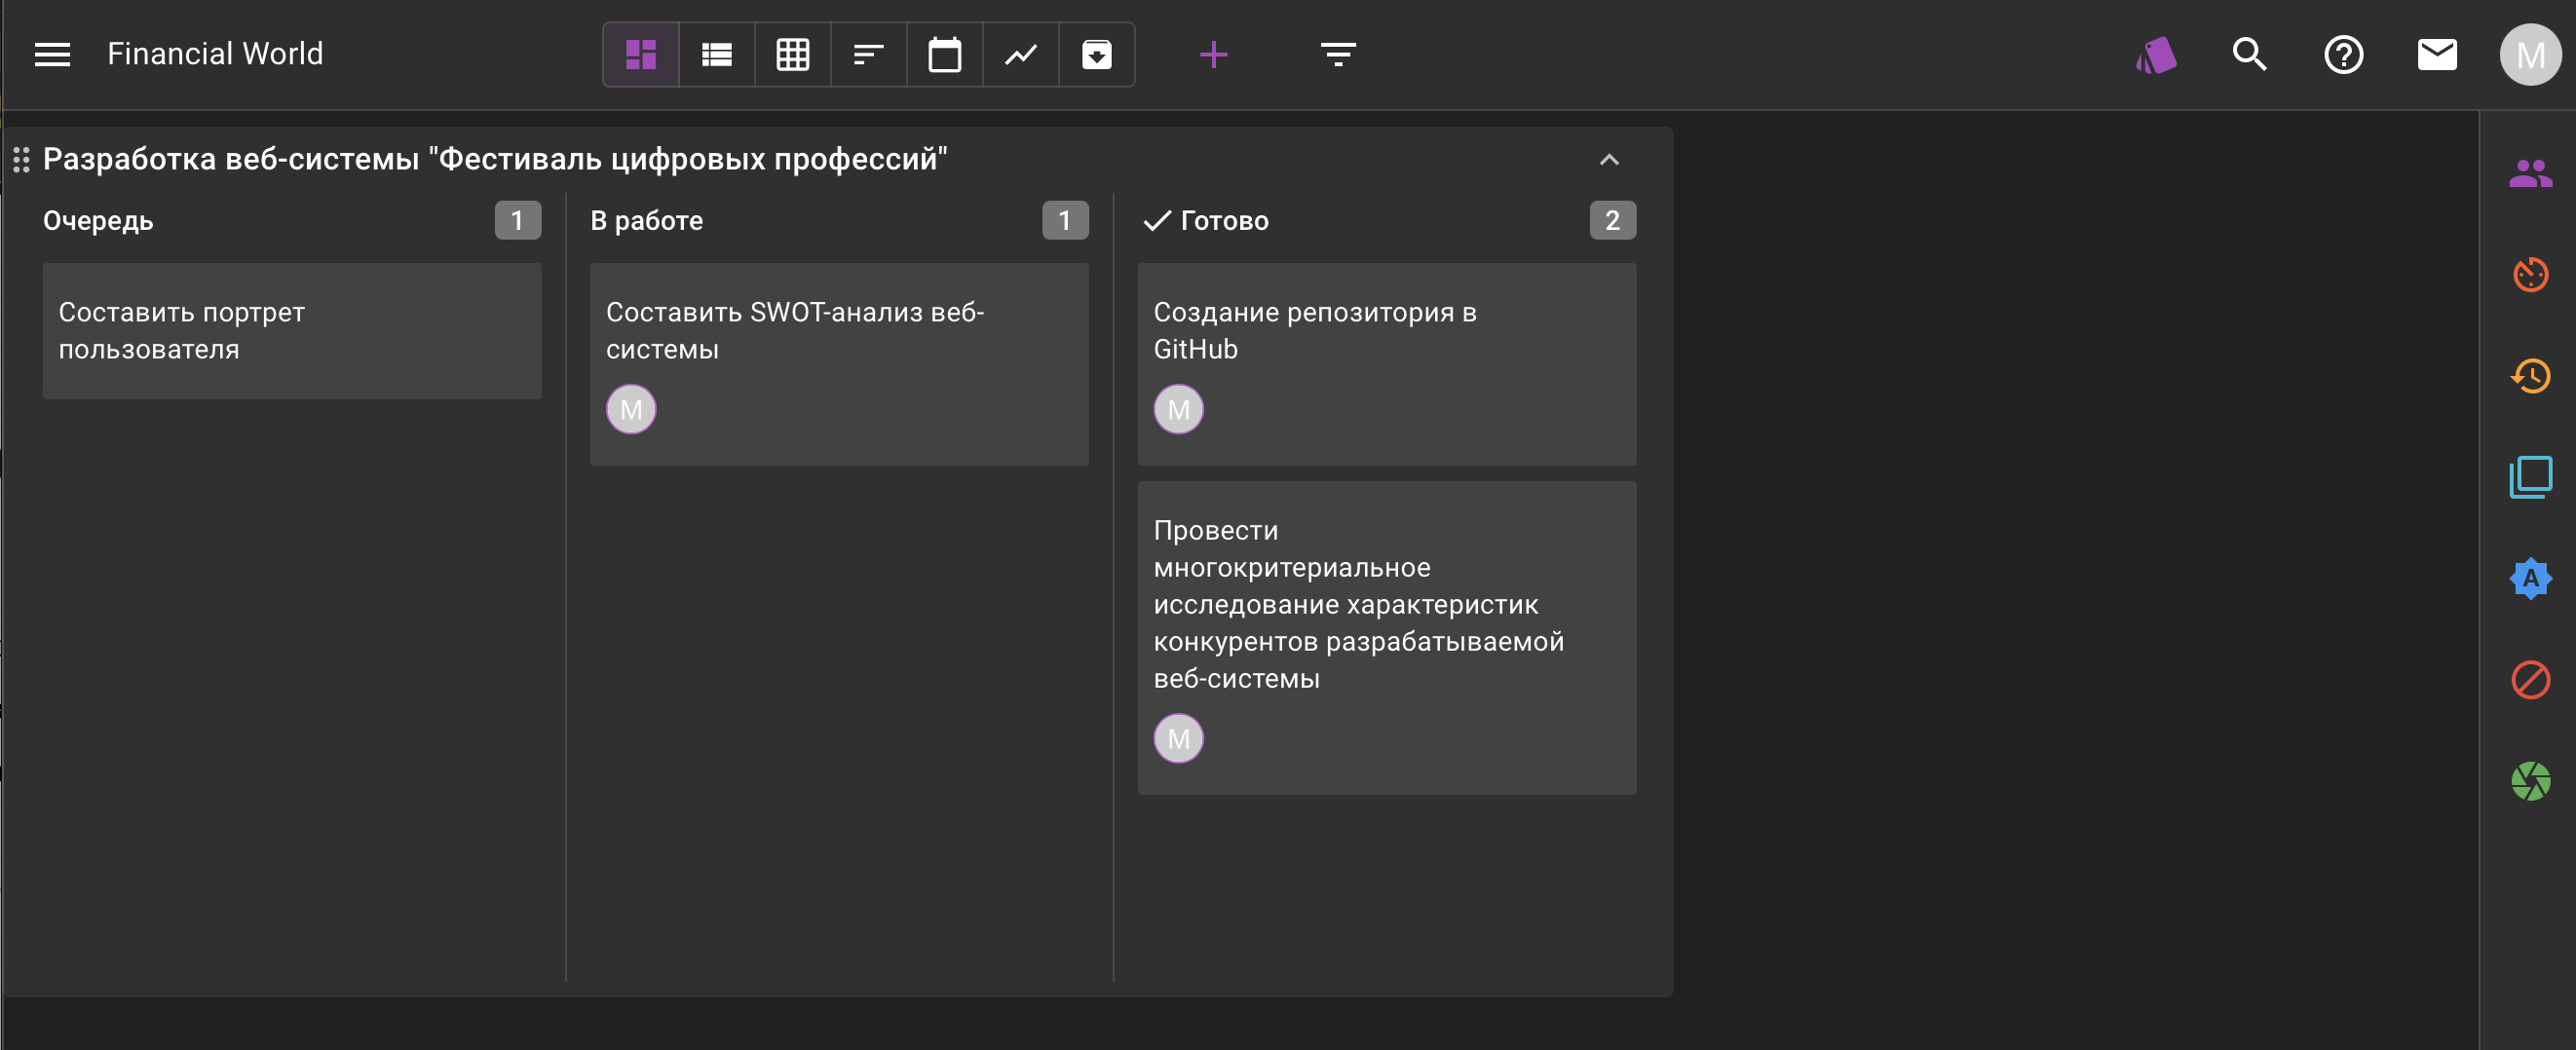 Financial World
M
Разработка веб-системы "Фестиваль цифровых профессий"
Очередь 1
Составить портрет
пользователя
В работе 1
Составить SWOT-анализ веб-
системы
M
Готово 2
Создание репозитория в
GitHub
M
Провести
многокритериальное
исследование характеристик
конкурентов разрабатываемой
веб-системы
M
A